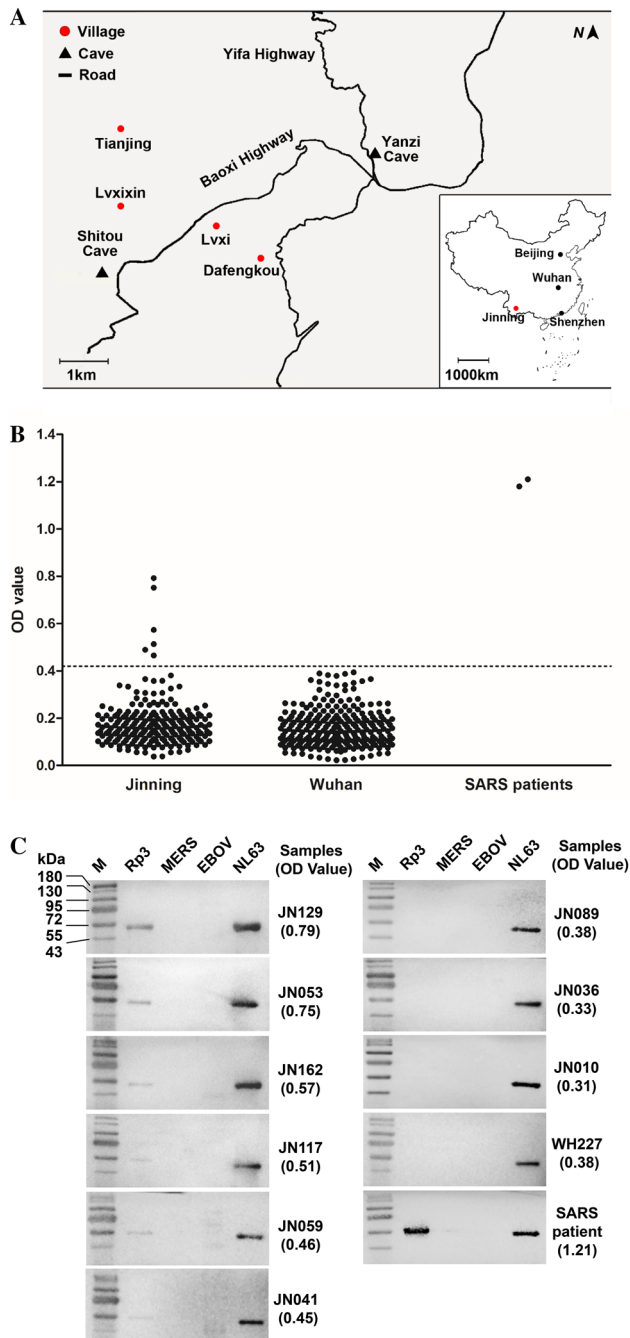 A
Village
Cave
Road
Yifa Highway
N
Tianjing
Baoxi Highway
Yanzi
Cave
Lvxixin
Shitou
Cave
Lvxi
Dafengkou
Beijing
Wuhan
Jinning
Shenzhen
1km
1000km
B
OD value
1.4
1.2
1.0
0.8
0.6
0.4
0.2
0.0
Jinning
Wuhan
SARS patients
C
kDa
180
130
95
72
55
43
M
Rp3
MERS
EBOV
NL63
Samples
(OD Value)
JN129
(0.79)
JN053
(0.75)
JN162
(0.57)
JN117
(0.51)
JN059
(0.46)
JN041
(0.45)
M
Rp3
MERS
EBOV
NL63
Samples
(OD Value)
JN089
(0.38)
JN036
(0.33)
JN010
(0.31)
WH227
(0.38)
SARS
patient
(1.21)